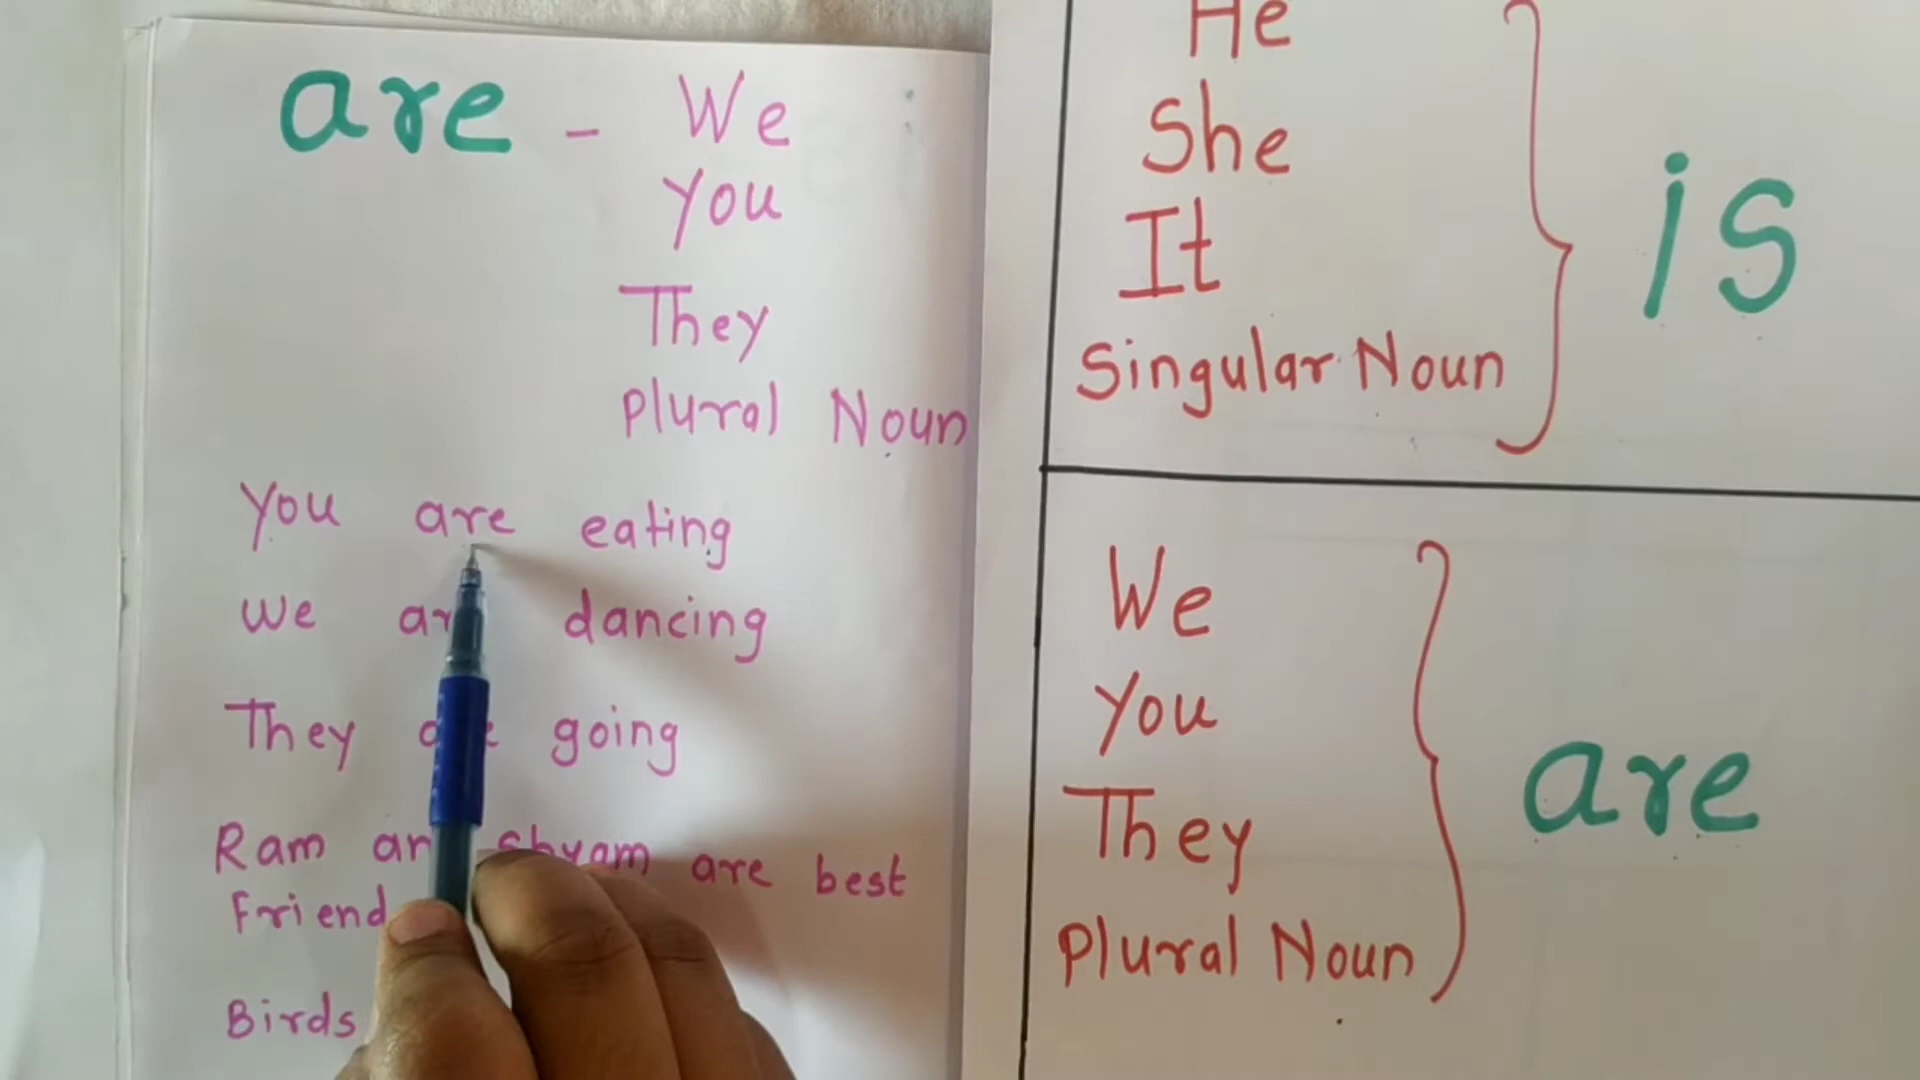 are - We
You
They
Plural Noun
You are eating
We dancing
They going
Ram are best
Birds
He
She
It
Singular Noun
is
We
You
They
Plural Noun
are